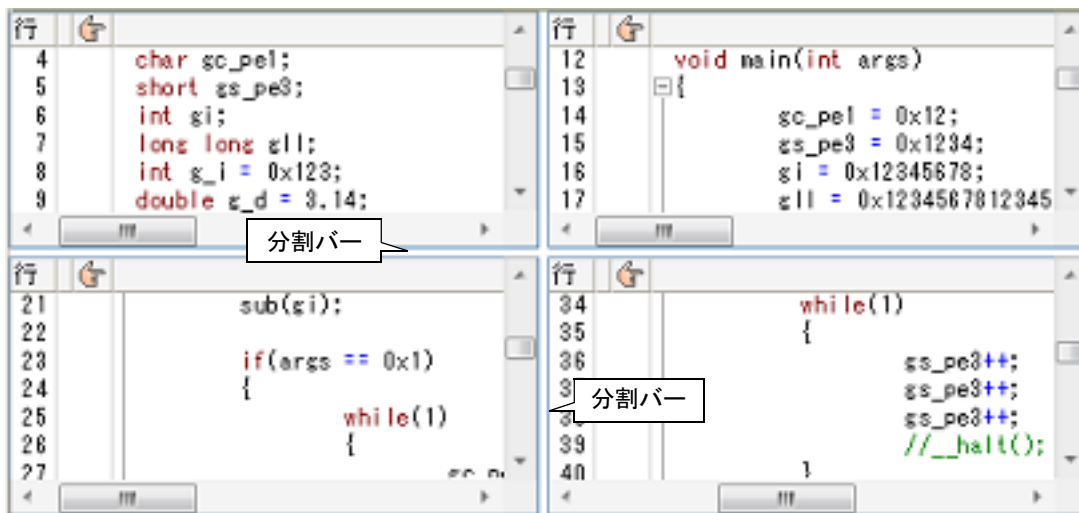 行
4 char gc_pe1;
5 short gs_pe3;
6 int gi;
7 long long gll;
8 int g_i = 0x123;
9 double g_d = 3.14;
行
12 void main(int args)
13 {
14 gc_pe1 = 0x12;
15 gs_pe3 = 0x1234;
16 gi = 0x12345678;
17 gll = 0x1234567812345
分割バー
行
21 sub(gi);
22
23 if(args == 0x1)
24 {
25 while(1)
26 {
27
行
34 while(1)
35 {
36 gs_pe3++;
gs_pe3++;
gs_pe3++;
39 //__halt();
40 }
分割バー